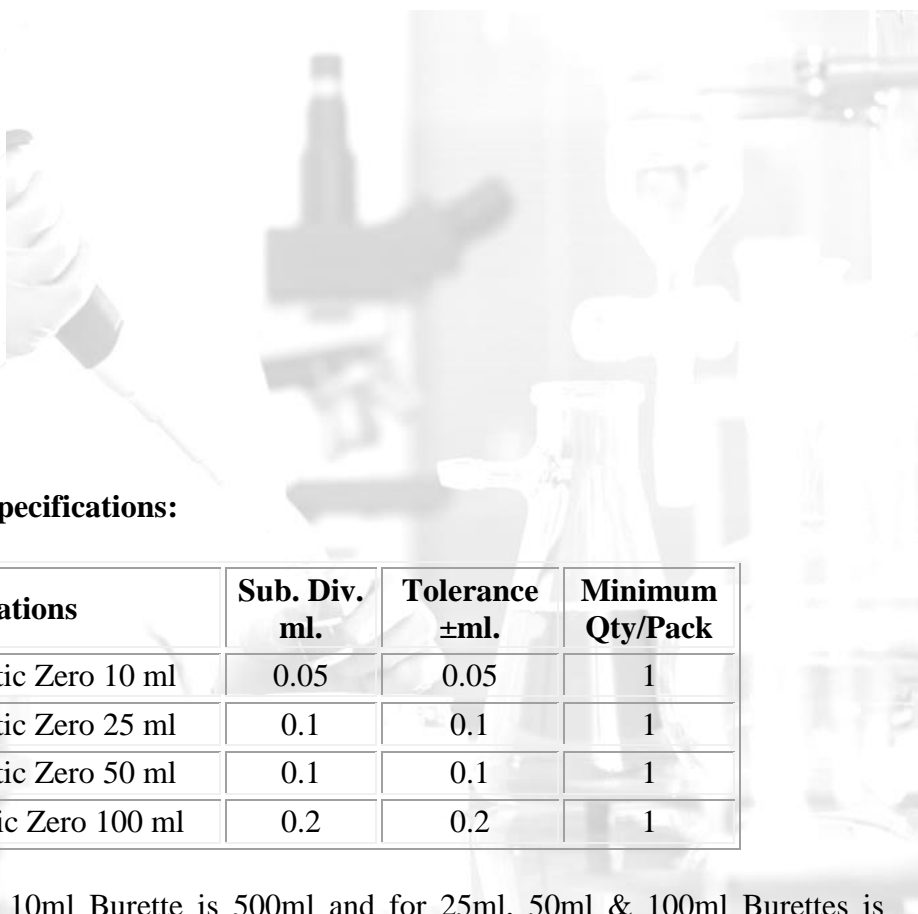 pecifications:
ations Sub. Div. ml. Tolerance ±ml. Minimum Qty/Pack
tic Zero 10 ml 0.05 0.05 1
tic Zero 25 ml 0.1 0.1 1
tic Zero 50 ml 0.1 0.1 1
ic Zero 100 ml 0.2 0.2 1
10ml Burette is 500ml and for 25ml, 50ml & 100ml Burettes is